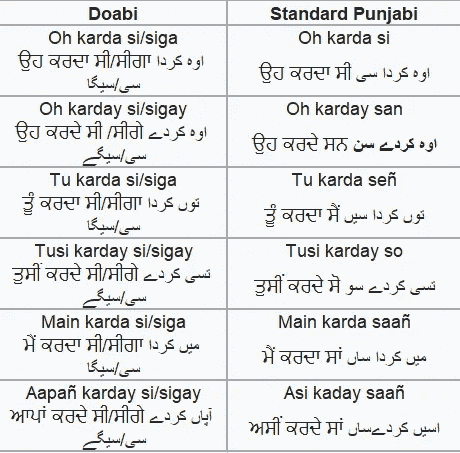 Doabi
Standard Punjabi
Oh karda si/siga
ਉਹ ਕਰਦਾ ਸੀ/ਸੀਗਾ اوہ کردا
سی/سیگا
Oh karda si
ਉਹ ਕਰਦਾ ਸੀ اوہ کردا سی
Oh karday si/sigay
ਉਹ ਕਰਦੇ ਸੀ /ਸੀਗੇ اوہ کردے
سی/سیگے
Oh karday san
ਉਹ ਕਰਦੇ ਸਨ اوہ کردے سن
Tu karda si/siga
ਤੂੰ ਕਰਦਾ ਸੀ/ਸੀਗਾ توں کردا
سی/سیگا
Tu karda señ
ਤੂੰ ਕਰਦਾ ਸੈਂ توں کردا سیں
Tusi karday si/sigay
ਤੁਸੀਂ ਕਰਦੇ ਸੀ/ਸੀਗੇ تسی کردے
سی/سیگے
Tusi karday so
ਤੁਸੀਂ ਕਰਦੇ ਸੋ تسی کردے سو
Main karda si/siga
ਮੈਂ ਕਰਦਾ ਸੀ/ਸੀਗਾ میں کردا
سی/سیگا
Main karda saañ
ਮੈਂ ਕਰਦਾ ਸਾਂ میں کردا ساں
Aapañ karday si/sigay
ਆਪਾਂ ਕਰਦੇ ਸੀ/ਸੀਗੇ آپاں کردے
سی/سیگے
Asi kaday saañ
ਅਸੀਂ ਕਰਦੇ ਸਾਂ اسیں کردےساں